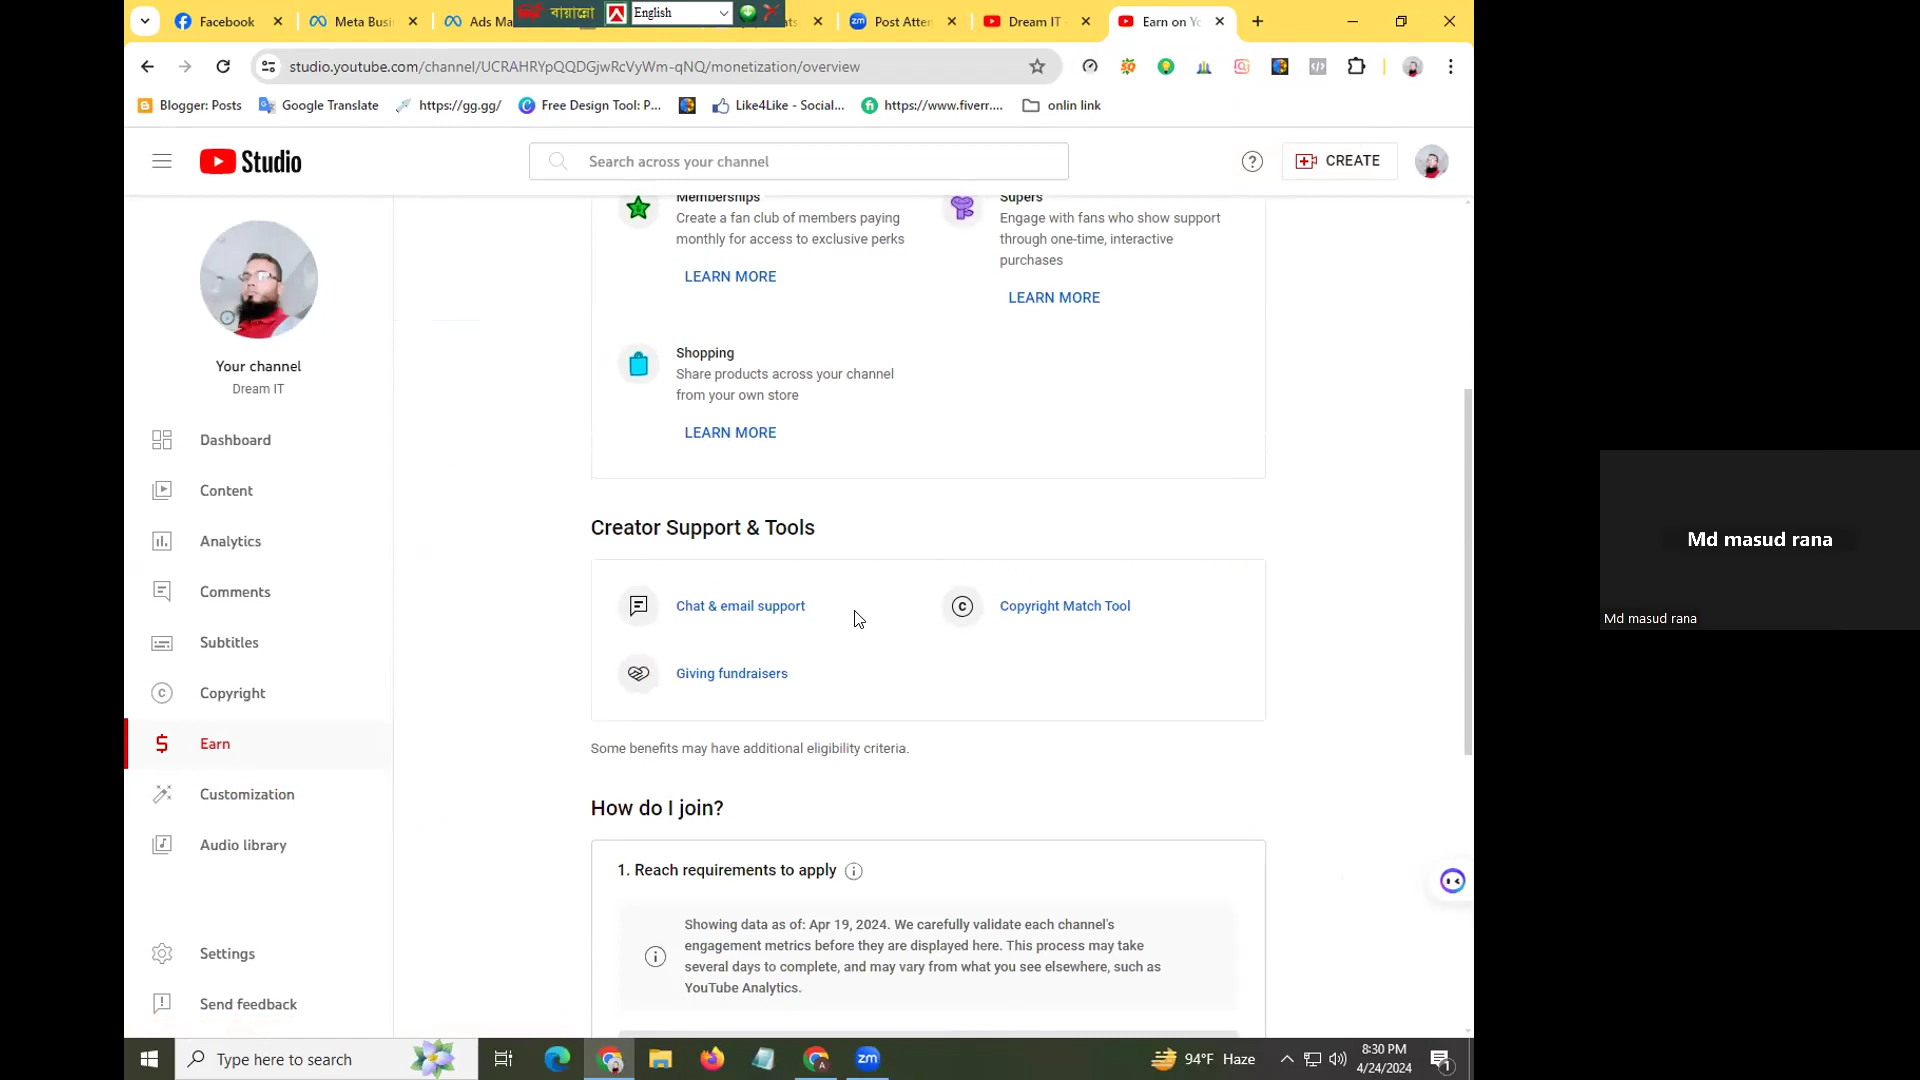 Facebook
Meta Busi
Ads Ma
বায়ান্নো
English
ats
Post Atten
Dream IT
Earn on Yo
studio.youtube.com/channel/UCRAHRYpQQDGjwRcVyWm-qNQ/monetization/overview
Blogger: Posts
Google Translate
https://gg.gg/
Free Design Tool: P...
Like4Like - Social...
https://www.fiverr....
onlin link
Studio
Search across your channel
CREATE
Memberships
Create a fan club of members paying
monthly for access to exclusive perks
LEARN MORE
Supers
Engage with fans who show support
through one-time, interactive
purchases
LEARN MORE
Shopping
Share products across your channel
from your own store
LEARN MORE
Your channel
Dream IT
Dashboard
Content
Analytics
Comments
Subtitles
Copyright
Earn
Customization
Audio library
Settings
Send feedback
Creator Support & Tools
Chat & email support
Copyright Match Tool
Giving fundraisers
Some benefits may have additional eligibility criteria.
How do I join?
1. Reach requirements to apply
Showing data as of: Apr 19, 2024. We carefully validate each channel's
engagement metrics before they are displayed here. This process may take
several days to complete, and may vary from what you see elsewhere, such as
YouTube Analytics.
Md masud rana
Md masud rana
Type here to search
zm
94°F Haze
8:30 PM
4/24/2024
1